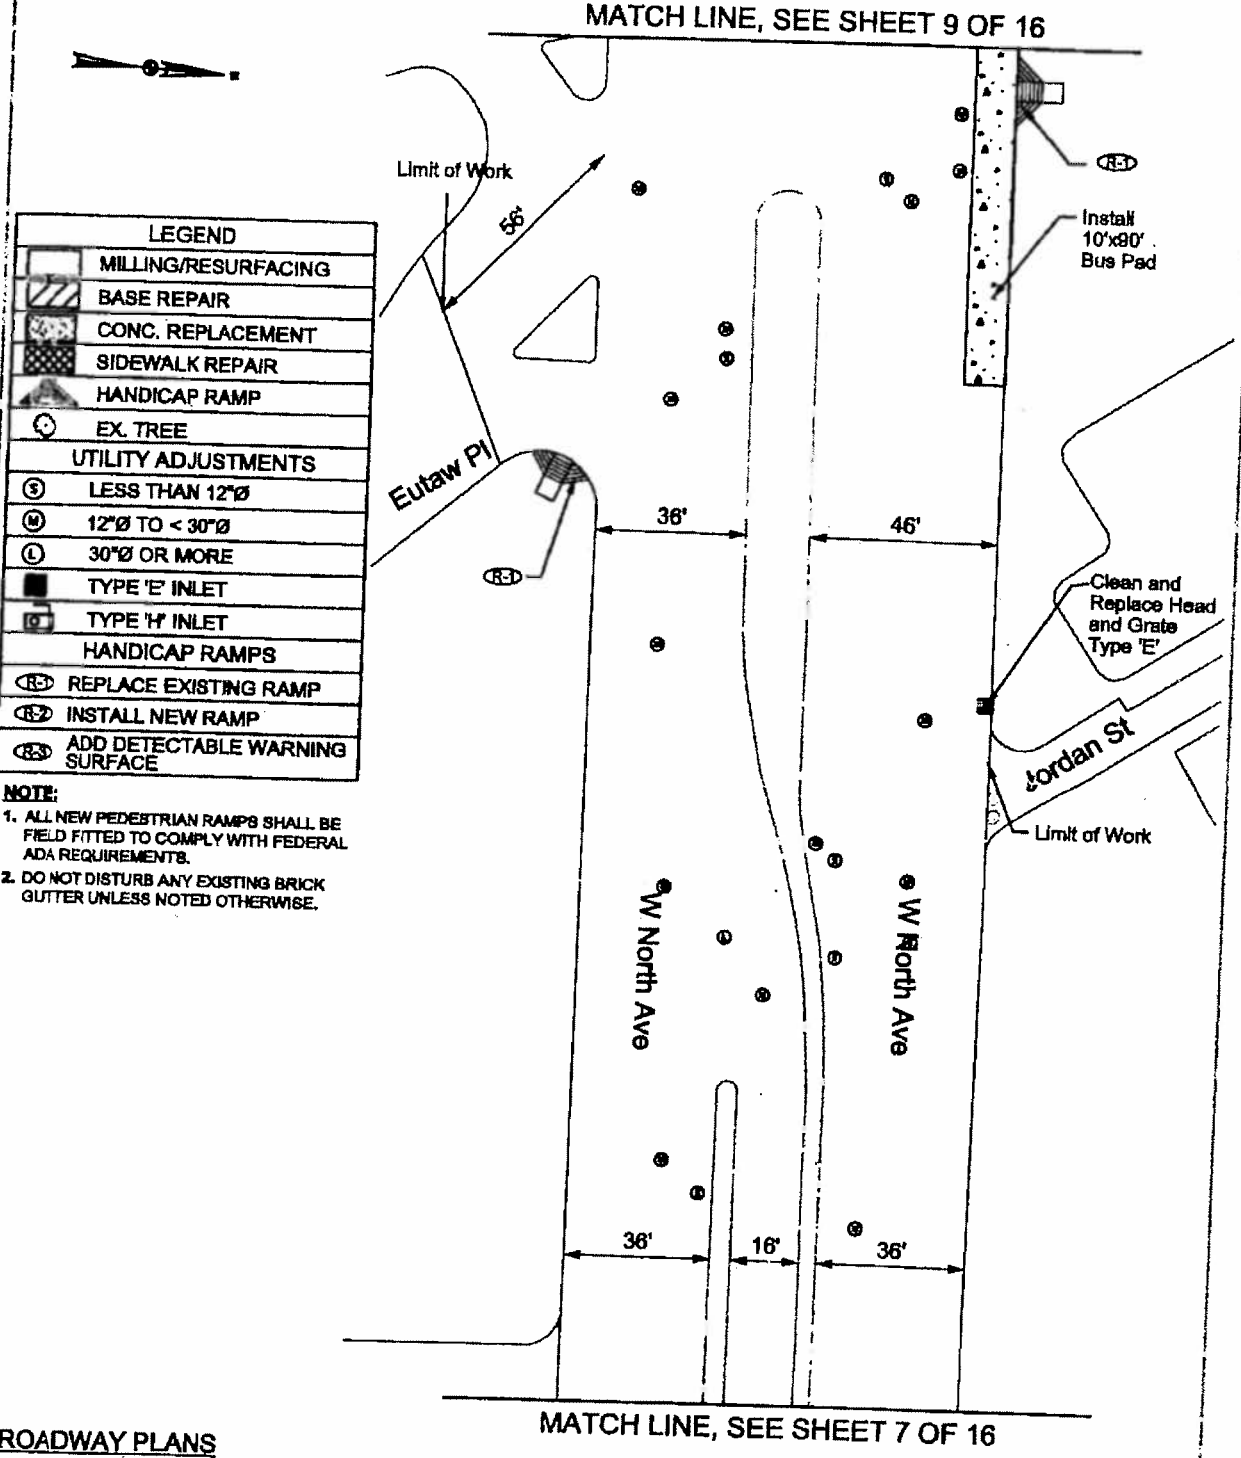 MATCH LINE, SEE SHEET 9 OF 16
Limit of Work
56'
R-1
Install
10'x90'
Bus Pad
LEGEND
MILLING/RESURFACING
BASE REPAIR
CONC. REPLACEMENT
SIDEWALK REPAIR
HANDICAP RAMP
EX. TREE
UTILITY ADJUSTMENTS
S LESS THAN 12"Ø
M 12"Ø TO < 30"Ø
L 30"Ø OR MORE
TYPE 'E' INLET
TYPE 'H' INLET
HANDICAP RAMPS
R-1 REPLACE EXISTING RAMP
R-2 INSTALL NEW RAMP
R-3 ADD DETECTABLE WARNING
SURFACE
NOTE:
1. ALL NEW PEDESTRIAN RAMPS SHALL BE
FIELD FITTED TO COMPLY WITH FEDERAL
ADA REQUIREMENTS.
2. DO NOT DISTURB ANY EXISTING BRICK
GUTTER UNLESS NOTED OTHERWISE.
Eutaw Pl
R-1
36'
46'
Clean and
Replace Head
and Grate
Type 'E'
Jordan St
Limit of Work
W North Ave
W North Ave
36'
16'
36'
MATCH LINE, SEE SHEET 7 OF 16
ROADWAY PLANS